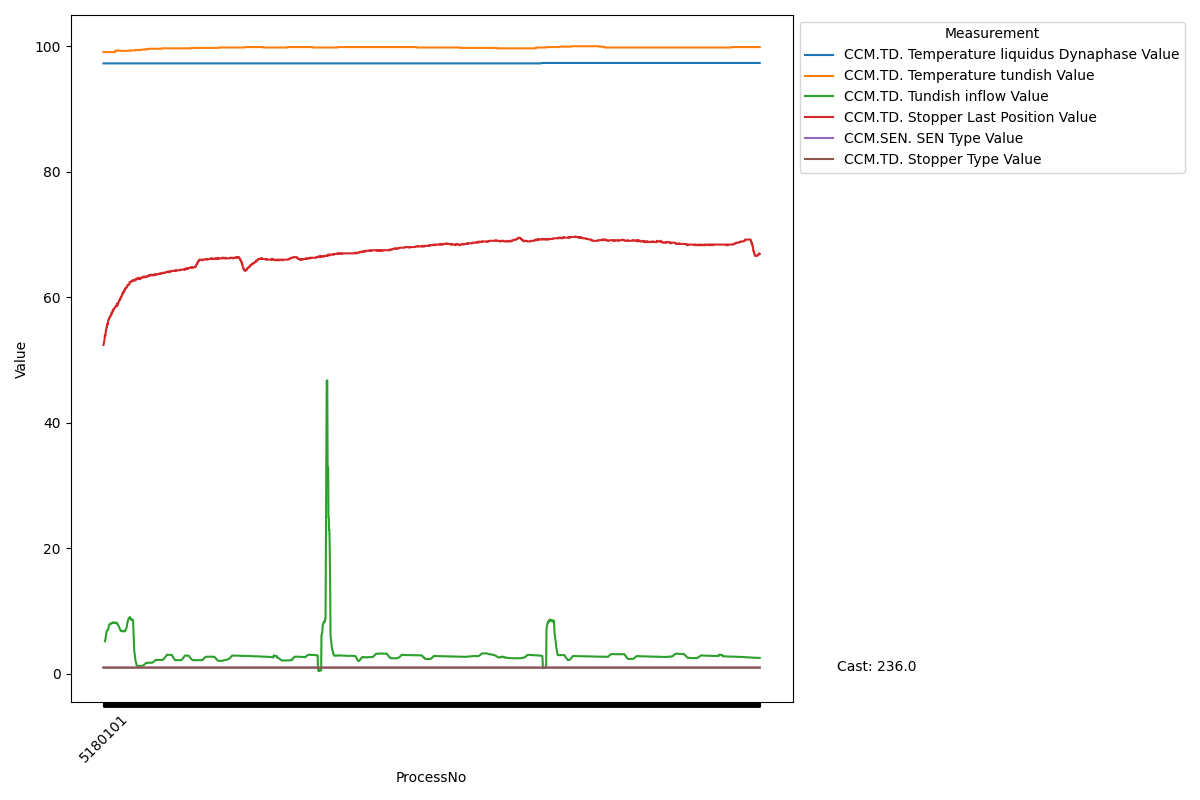 Measurement
CCM.TD. Temperature liquidus Dynaphase Value
CCM.TD. Temperature tundish Value
CCM.TD. Tundish inflow Value
CCM.TD. Stopper Last Position Value
CCM.SEN. SEN Type Value
CCM.TD. Stopper Type Value
100
80
60
40
20
0
Value
Cast: 236.0
5180101
ProcessNo